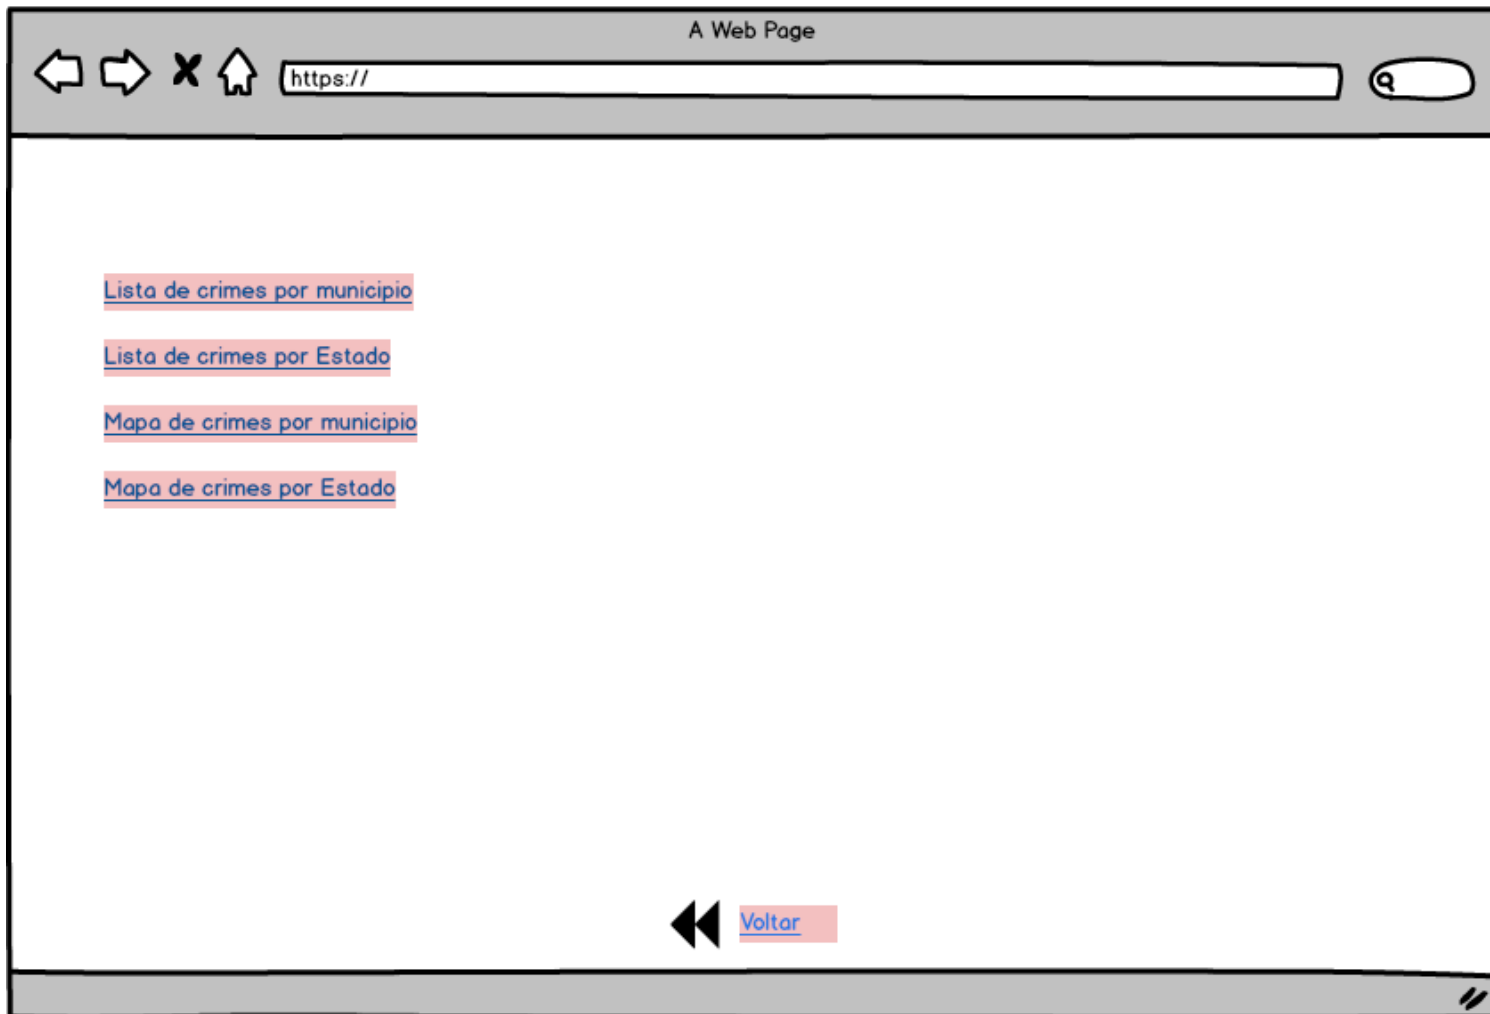 A Web Page
https://
Lista de crimes por municipio
Lista de crimes por Estado
Mapa de crimes por municipio
Mapa de crimes por Estado
Voltar